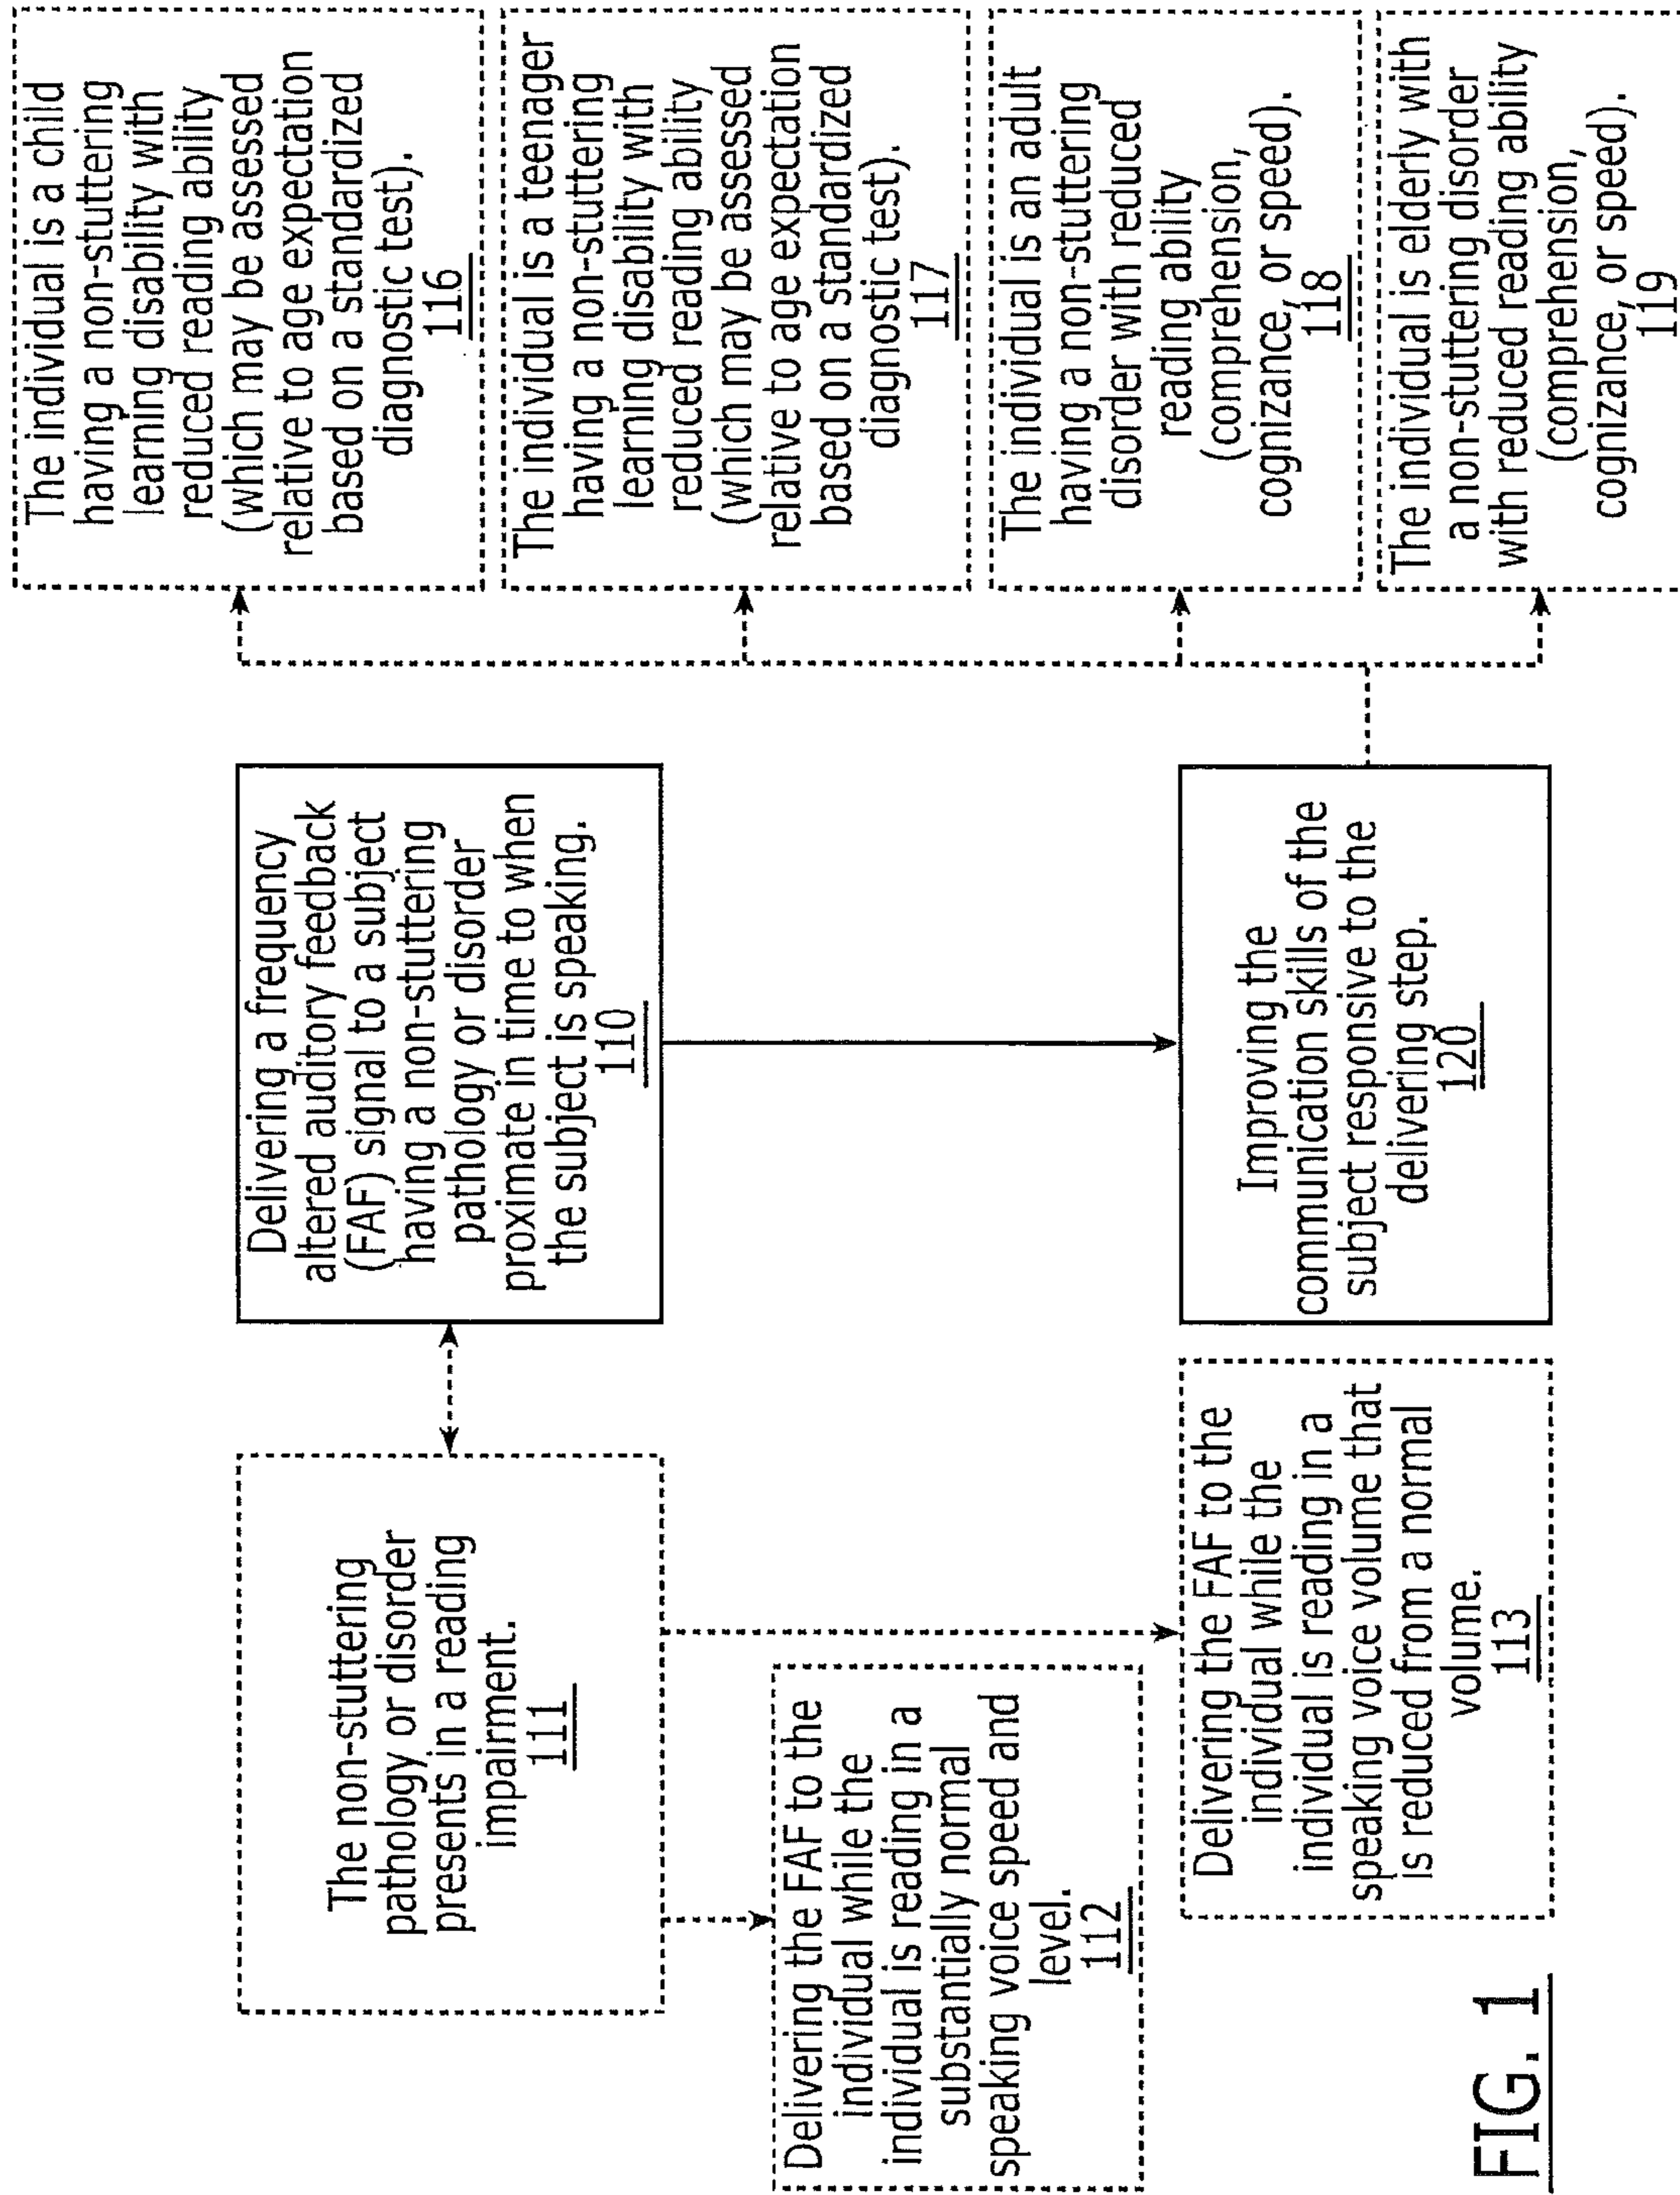 The non-stuttering
pathology or disorder
presents in a reading
impairment.
111
Delivering the FAF to the
individual while the
individual is reading in a
substantially normal
speaking voice speed and
level.
112
Delivering the FAF to the
individual while the
individual is reading in a
speaking voice volume that
is reduced from a normal
volume.
113
Delivering a frequency
altered auditory feedback
(FAF) signal to a subject
having a non-stuttering
pathology or disorder
proximate in time to when
the subject is speaking.
110
Improving the
communication skills of the
subject responsive to the
delivering step.
120
The individual is a child
having a non-stuttering
learning disability with
reduced reading ability
(which may be assessed
relative to age expectation
based on a standardized
diagnostic test).
116
The individual is a teenager
having a non-stuttering
learning disability with
reduced reading ability
(which may be assessed
relative to age expectation
based on a standardized
diagnostic test).
117
The individual is an adult
having a non-stuttering
disorder with reduced
reading ability
(comprehension,
cognizance, or speed).
118
The individual is elderly with
a non-stuttering disorder
with reduced reading ability
(comprehension,
cognizance, or speed).
119
FIG. 1